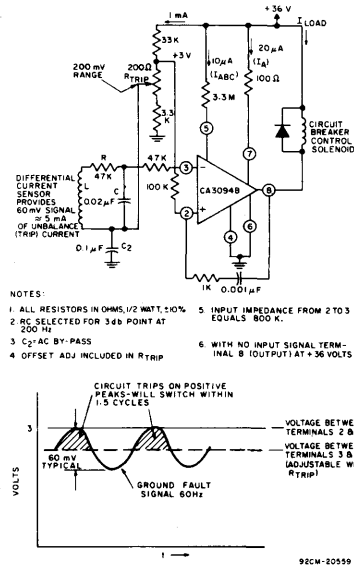 +36 V
1 mA
I LOAD
33K
+3V
10µA
(IABC)
20µA
(IA)
100Ω
200 mV
RANGE
200Ω
RTRIP
3.3
K
3.3M
5
7
CIRCUIT
BREAKER
CONTROL
SOLENOID
R
47K
47K
3
CA3094B
8
DIFFERENTIAL
CURRENT
SENSOR
PROVIDES
60 mV SIGNAL
≈ 5 mA
OF UNBALANCE
(TRIP) CURRENT
L
C
0.02µF
100 K
2
+
4
6
0.1 µF
C2
1K
0.001µF
NOTES:
1. ALL RESISTORS IN OHMS, 1/2 WATT, ±10%
2. RC SELECTED FOR 3 db POINT AT
200 Hz
3 C2=AC BY-PASS
4 OFFSET ADJ INCLUDED IN RTRIP
5. INPUT IMPEDANCE FROM 2 TO 3
EQUALS 800 K.
6. WITH NO INPUT SIGNAL TERM-
INAL 8 (OUTPUT) AT +36 VOLTS
CIRCUIT TRIPS ON POSITIVE
PEAKS-WILL SWITCH WITHIN
1.5 CYCLES
3
VOLTS
60 mV
TYPICAL
GROUND FAULT
SIGNAL 60Hz
VOLTAGE BETWE
TERMINALS 2 &
VOLTAGE BETWE
TERMINALS 3 &
(ADJUSTABLE WI
RTRIP)
t
92CM-20559